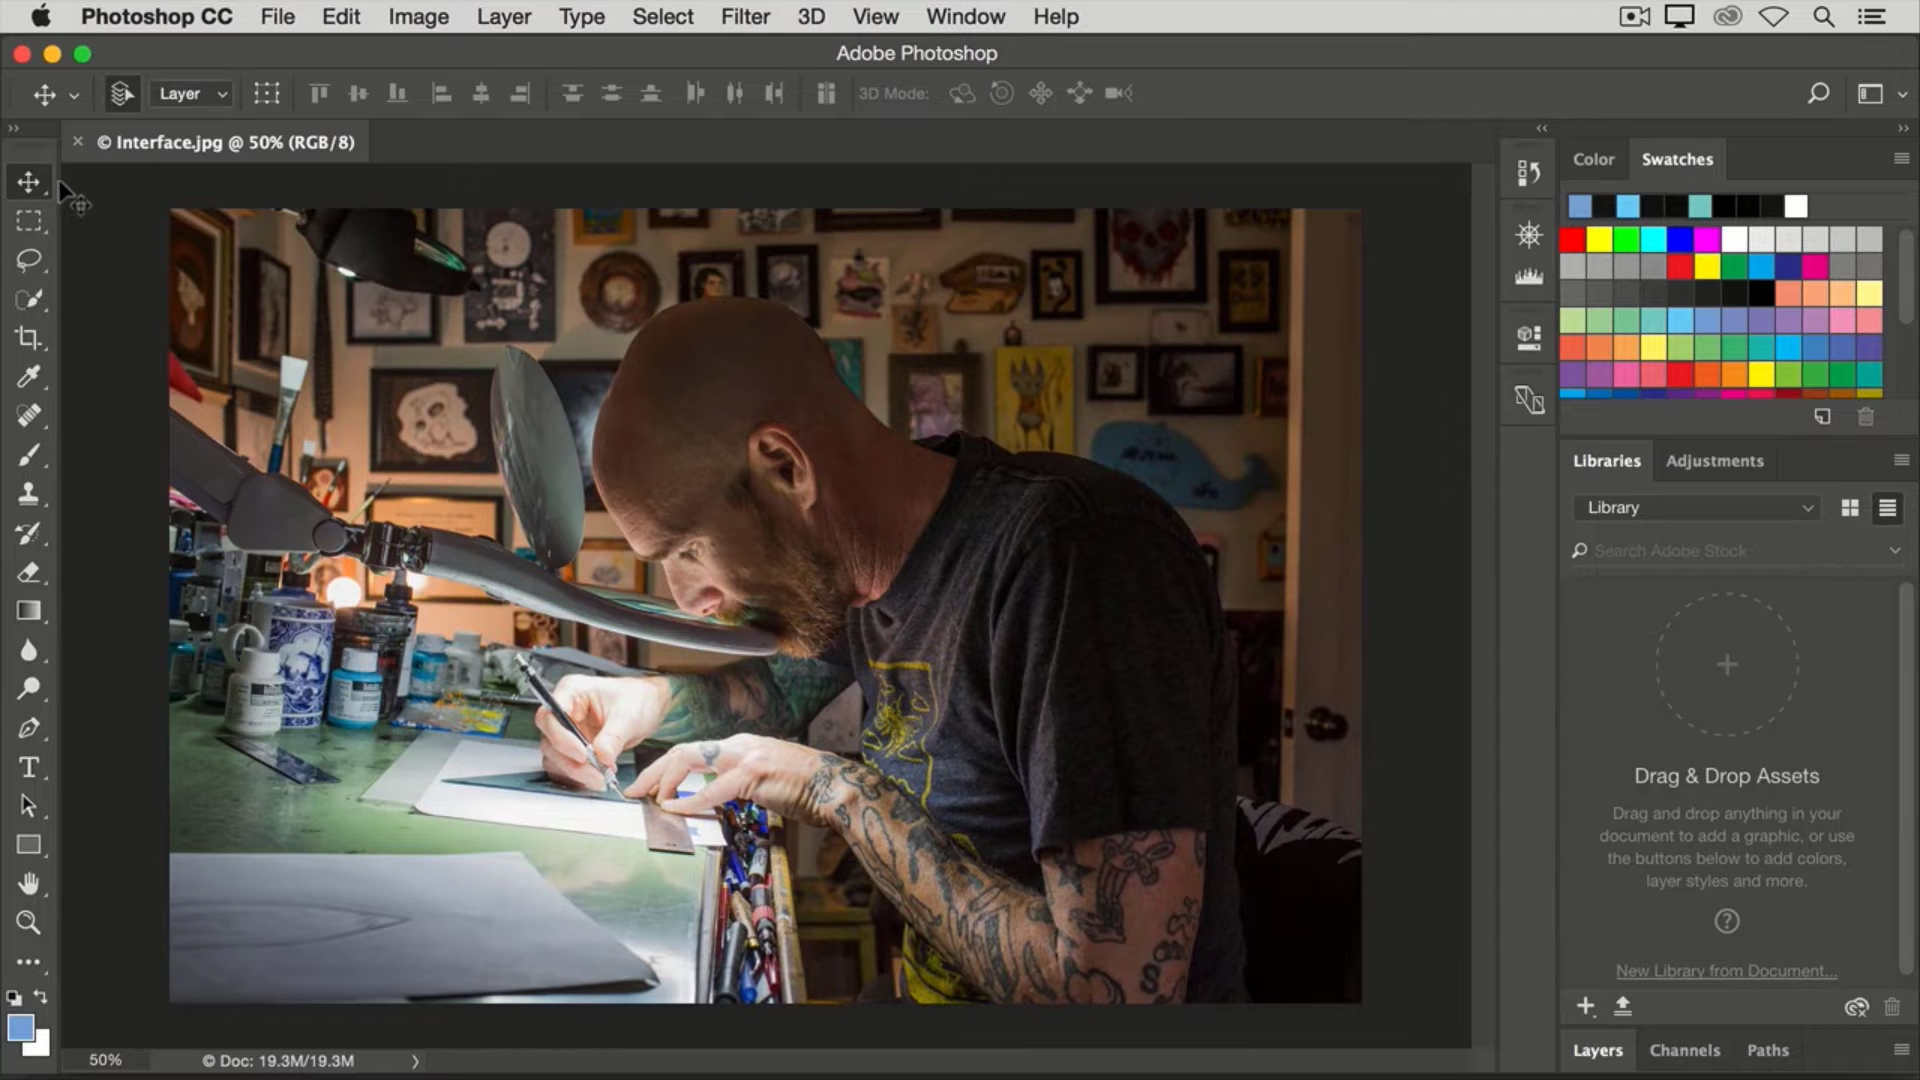 Photoshop CC File Edit Image Layer Type Select Filter 3D View Window Help
Adobe Photoshop
Layer 3D Mode:
© Interface.jpg @ 50% (RGB/8)
Color Swatches
Libraries Adjustments
Library
Search Adobe Stock
Drag & Drop Assets
Drag and drop anything in your
document to add a graphic, or use
the buttons below to add colors,
layer styles and more.
?
New Library from Document...
50% © Doc: 19.3M/19.3M
Layers Channels Paths